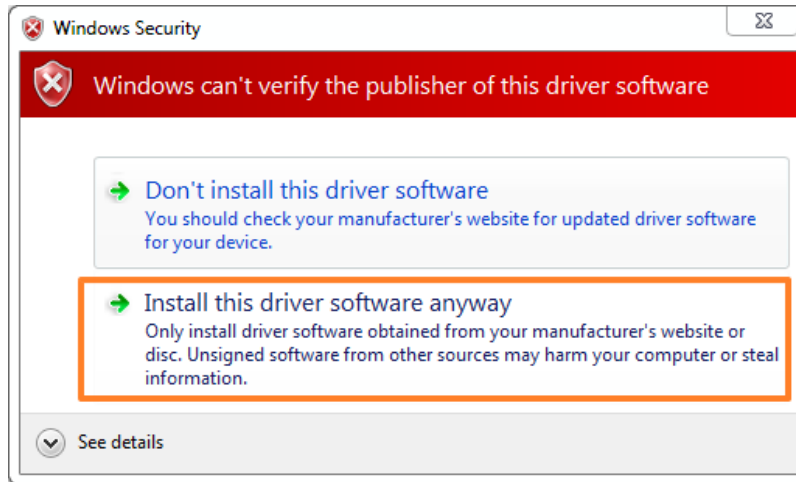 Windows Security
Windows can't verify the publisher of this driver software
Don't install this driver software
You should check your manufacturer's website for updated driver software
for your device.
Install this driver software anyway
Only install driver software obtained from your manufacturer's website or
disc. Unsigned software from other sources may harm your computer or steal
information.
See details